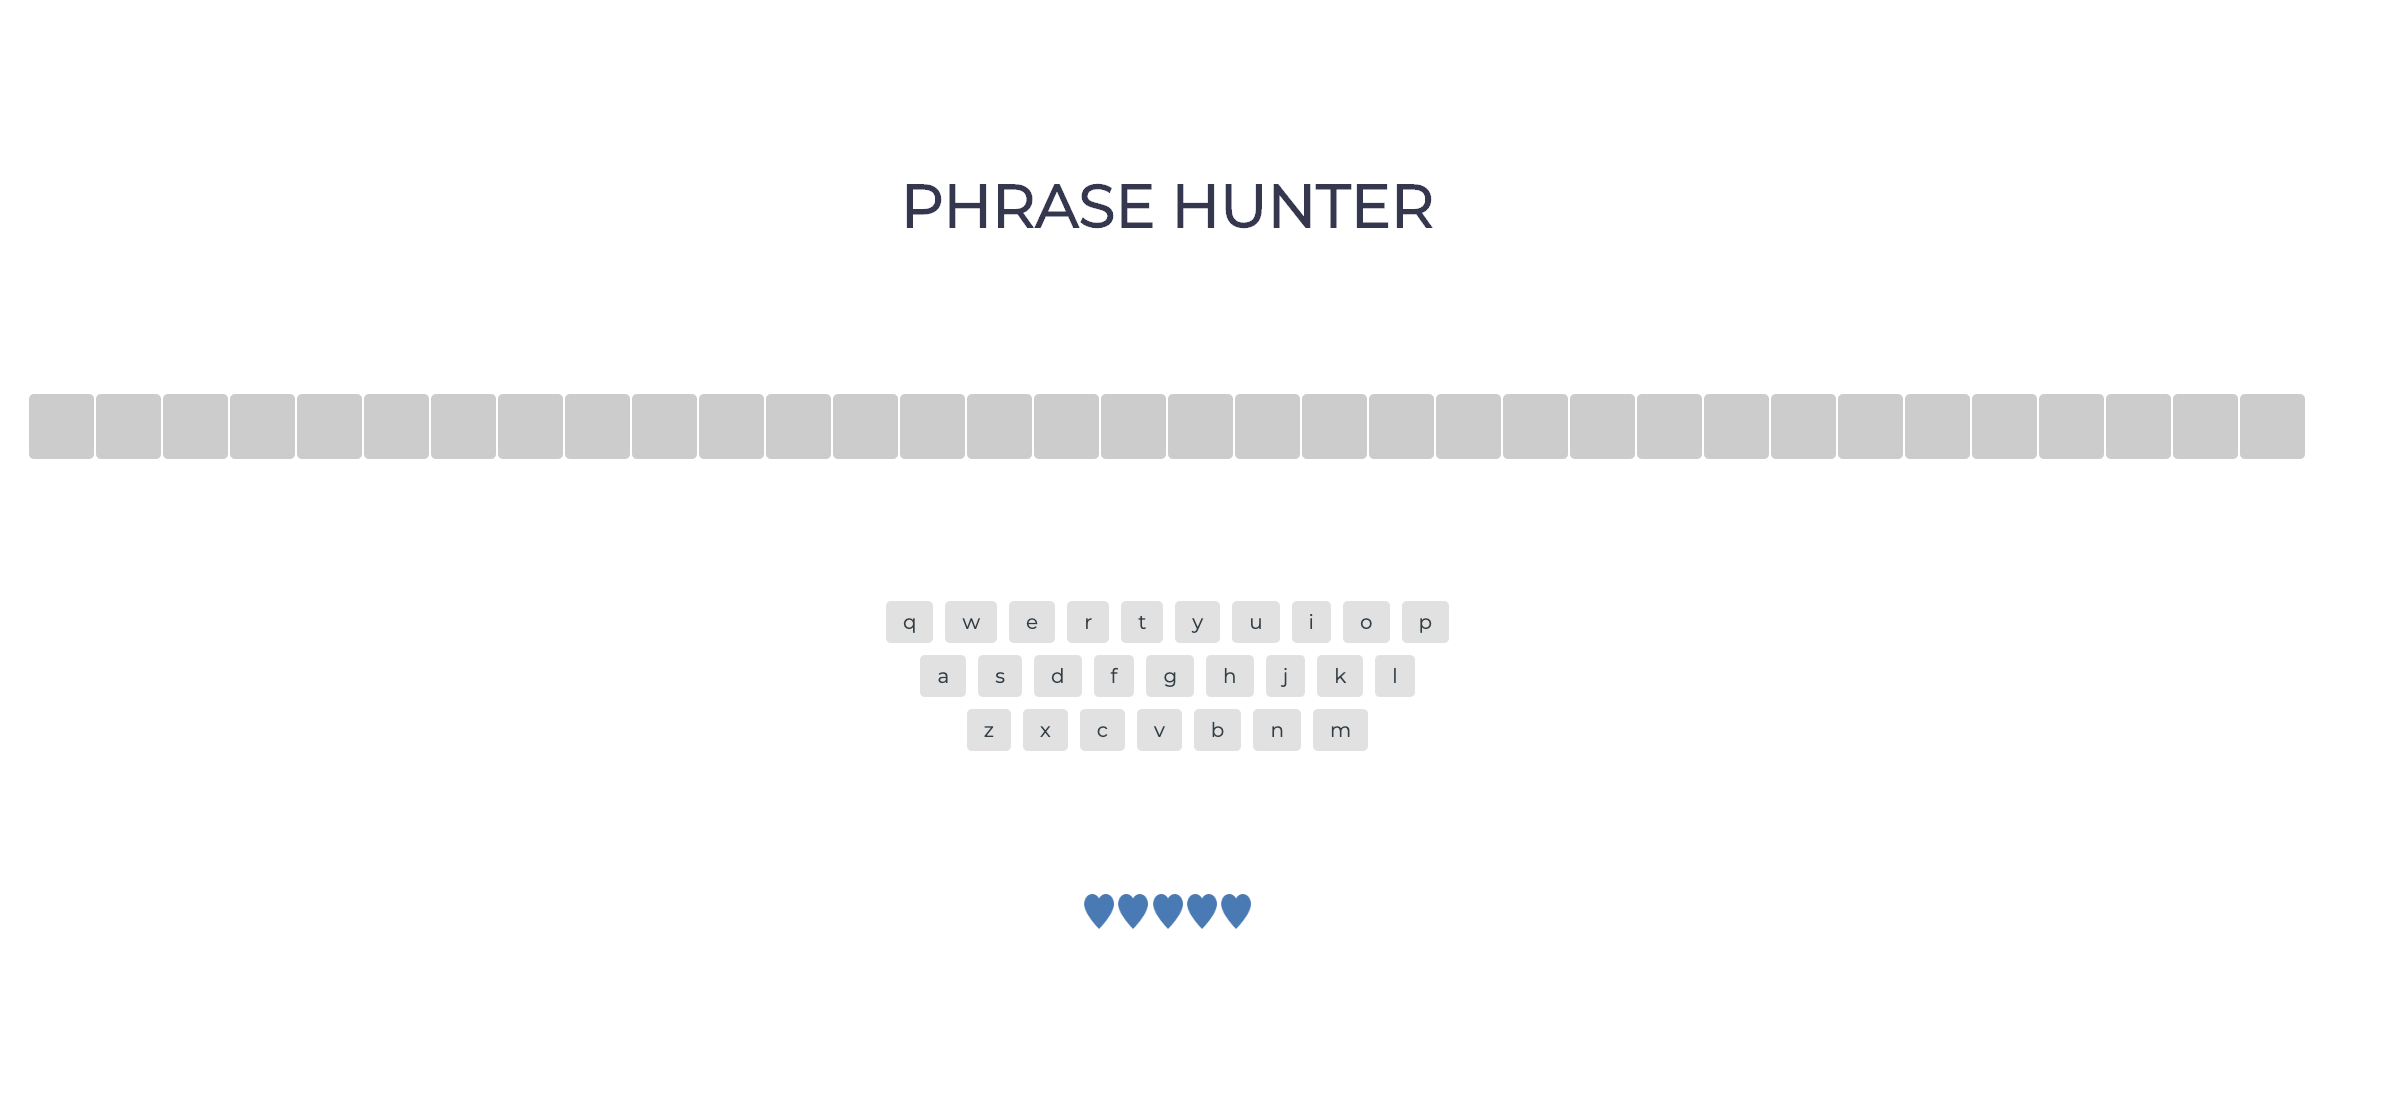 PHRASE HUNTER
q w e r t y u i o p
a s d f g h j k l
z x c v b n m